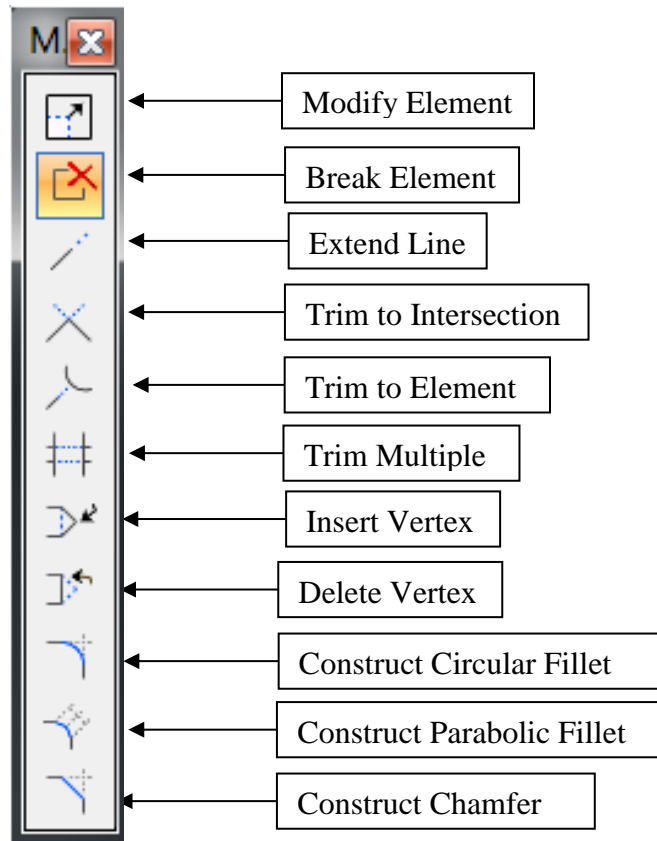 M.
Modify Element
Break Element
Extend Line
Trim to Intersection
Trim to Element
Trim Multiple
Insert Vertex
Delete Vertex
Construct Circular Fillet
Construct Parabolic Fillet
Construct Chamfer